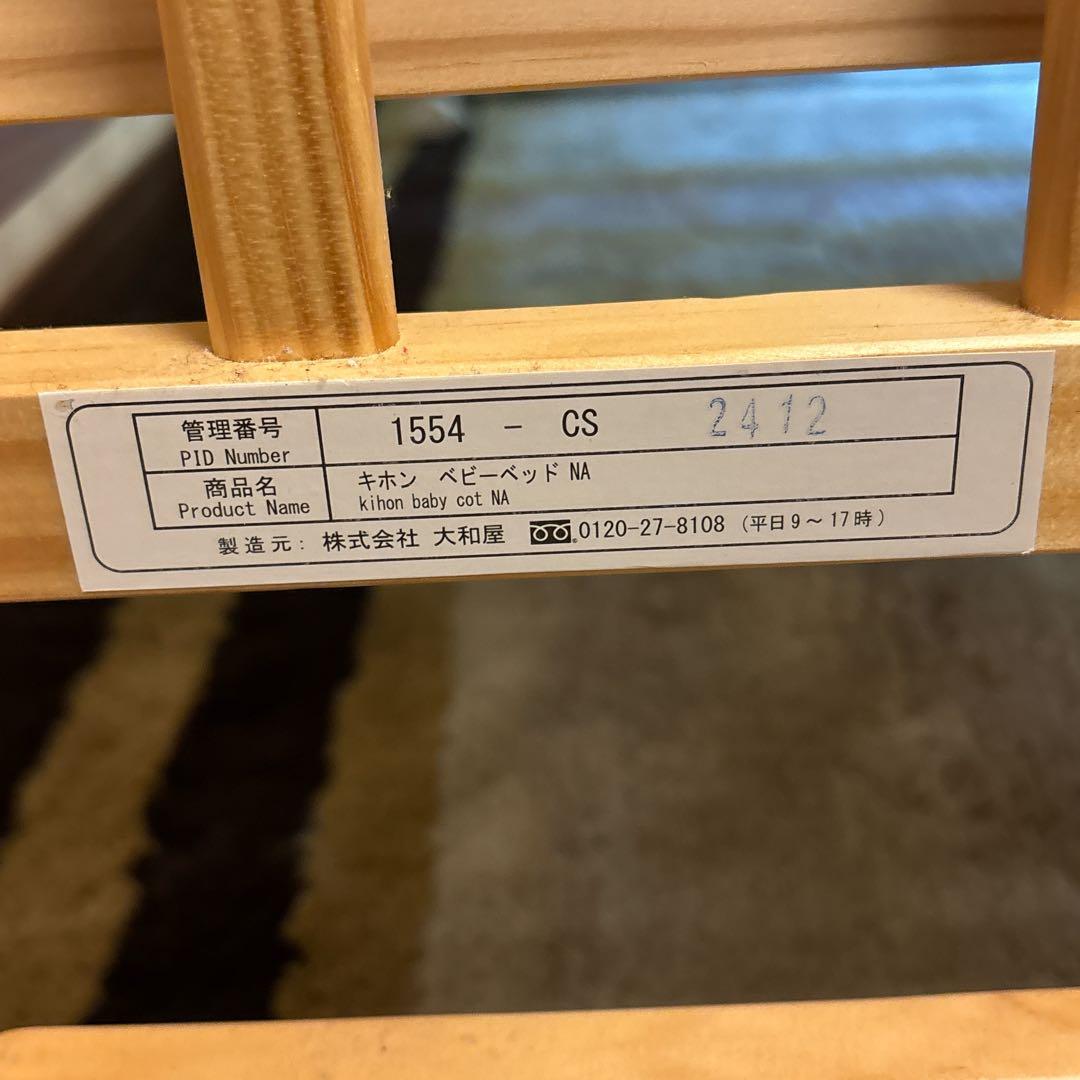 管理番号 1554 - CS 2412
PID Number
商品名 キホン ベビーベッド NA
Product Name kihon baby cot NA
製造元: 株式会社 大和屋 0120-27-8108 (平日9~17時)